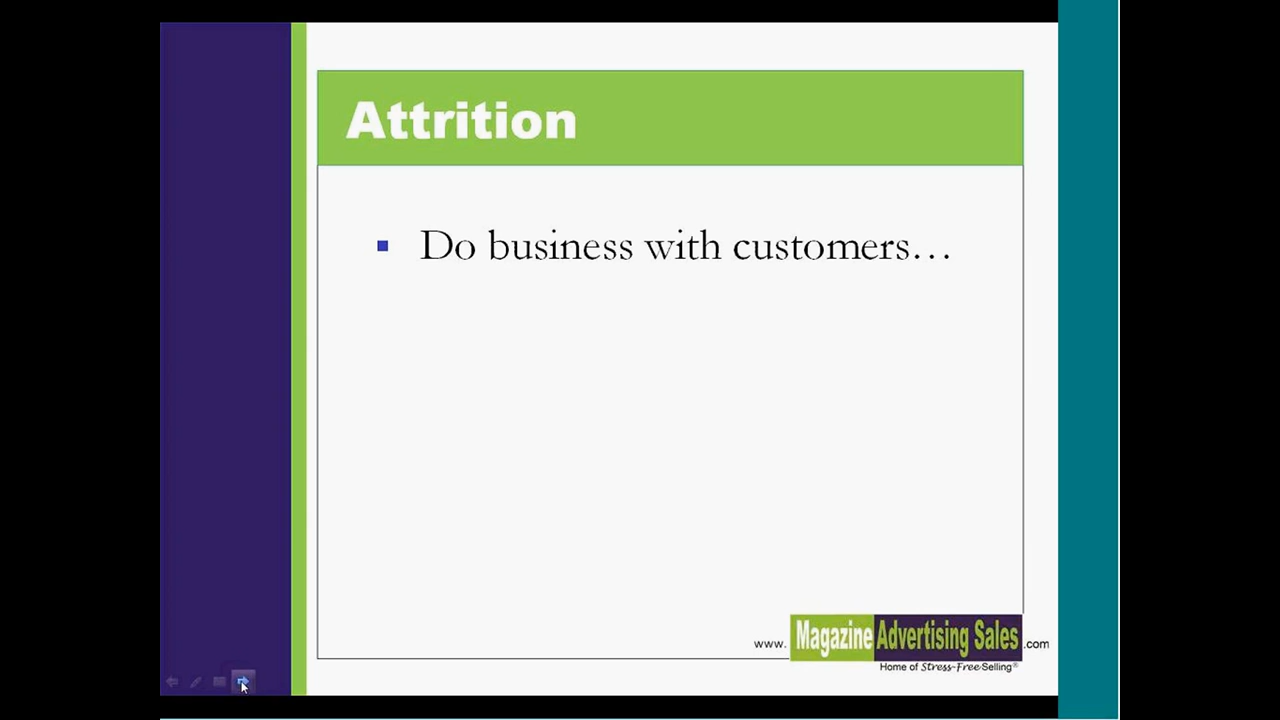 Attrition
Do business with customers…
www. Magazine Advertising Sales .com
Home of Stress-Free Selling®